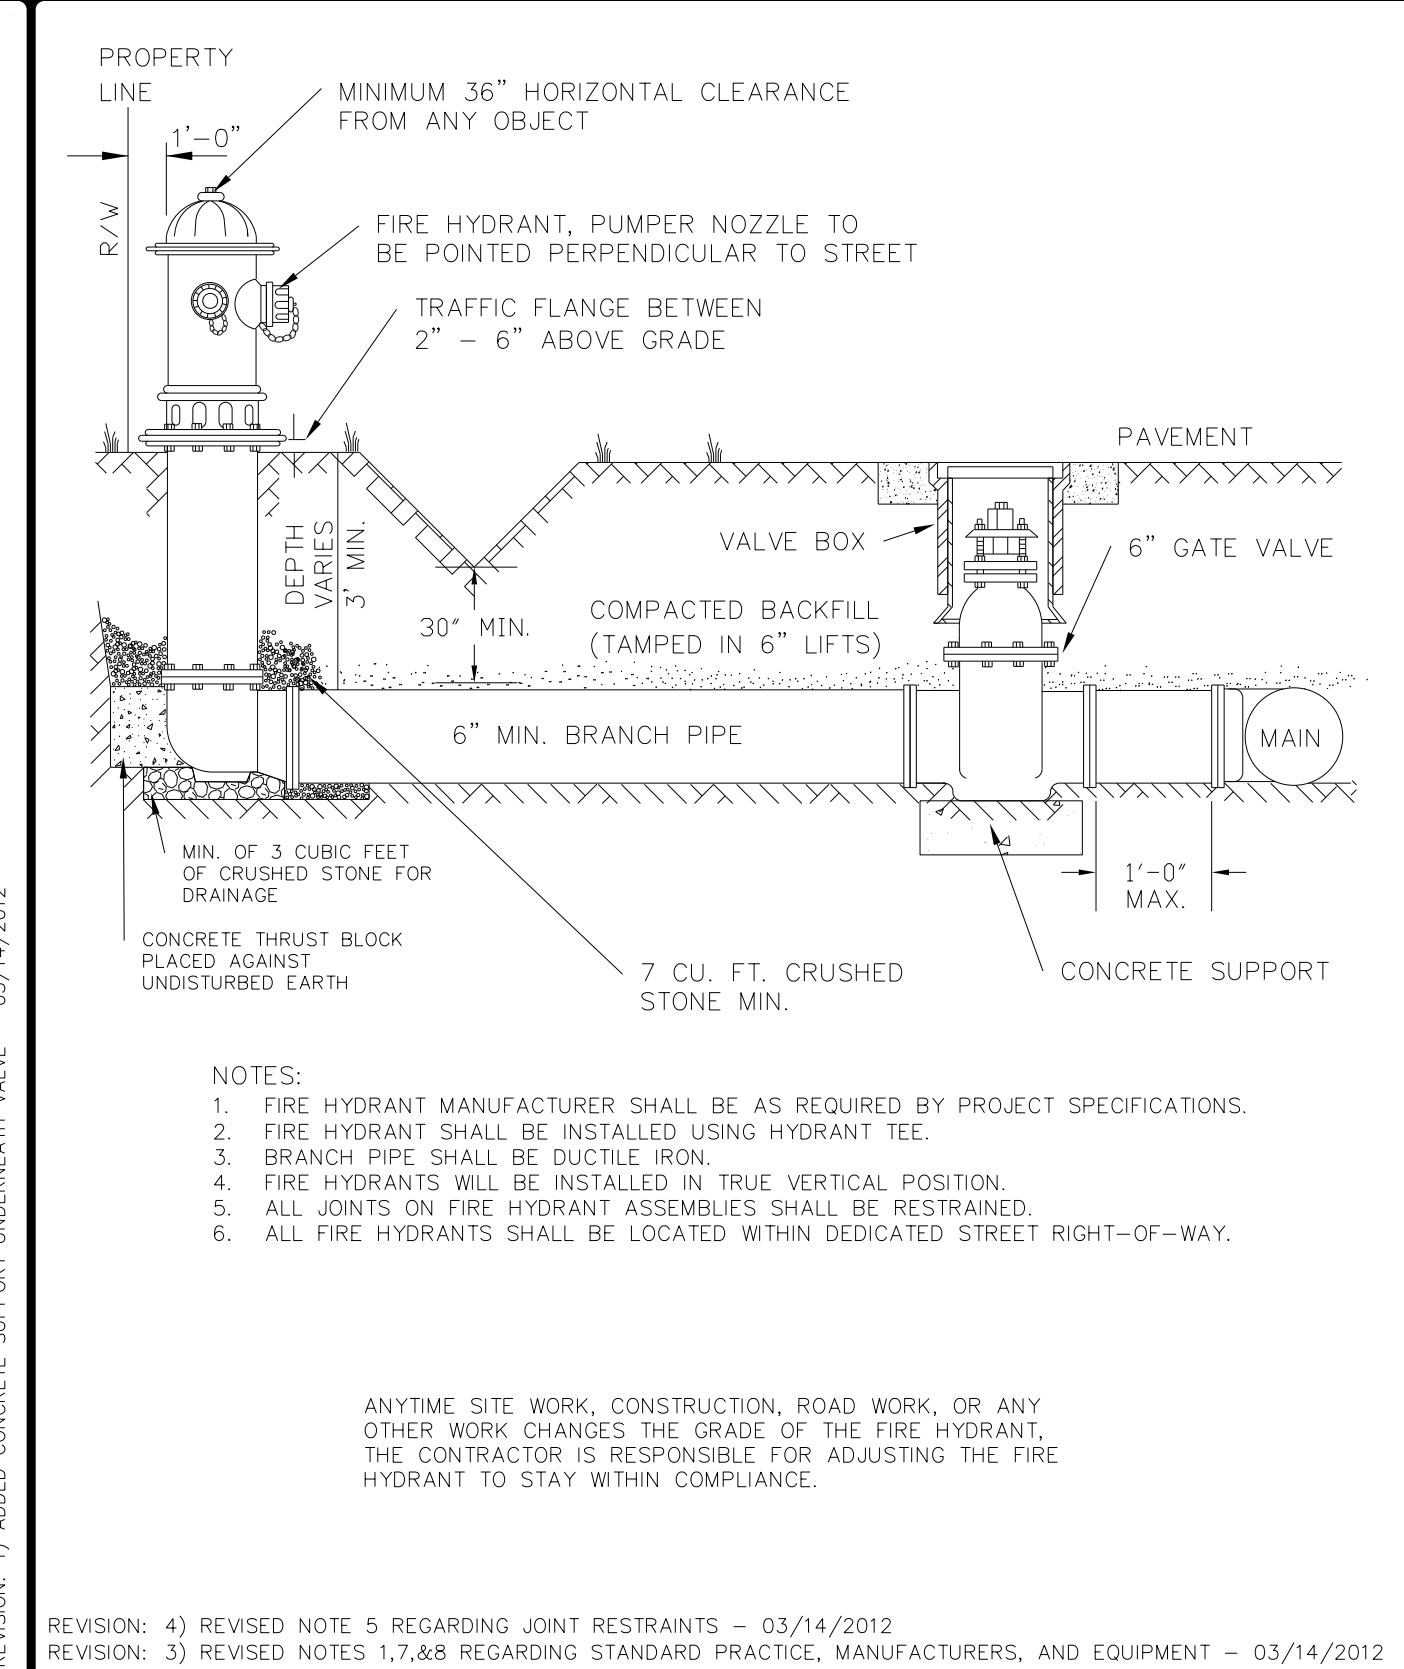 PROPERTY
LINE
MINIMUM 36" HORIZONTAL CLEARANCE
FROM ANY OBJECT
1'-0"
R/W
FIRE HYDRANT, PUMPER NOZZLE TO
BE POINTED PERPENDICULAR TO STREET
TRAFFIC FLANGE BETWEEN
2" – 6" ABOVE GRADE
PAVEMENT
DEPTH
VARIES
3' MIN.
VALVE BOX
6" GATE VALVE
30" MIN.
COMPACTED BACKFILL
(TAMPED IN 6" LIFTS)
6" MIN. BRANCH PIPE
MAIN
MIN. OF 3 CUBIC FEET
OF CRUSHED STONE FOR
DRAINAGE
1'-0"
MAX.
CONCRETE THRUST BLOCK
PLACED AGAINST
UNDISTURBED EARTH
7 CU. FT. CRUSHED
STONE MIN.
CONCRETE SUPPORT
NOTES:
1. FIRE HYDRANT MANUFACTURER SHALL BE AS REQUIRED BY PROJECT SPECIFICATIONS.
2. FIRE HYDRANT SHALL BE INSTALLED USING HYDRANT TEE.
3. BRANCH PIPE SHALL BE DUCTILE IRON.
4. FIRE HYDRANTS WILL BE INSTALLED IN TRUE VERTICAL POSITION.
5. ALL JOINTS ON FIRE HYDRANT ASSEMBLIES SHALL BE RESTRAINED.
6. ALL FIRE HYDRANTS SHALL BE LOCATED WITHIN DEDICATED STREET RIGHT-OF-WAY.
ANYTIME SITE WORK, CONSTRUCTION, ROAD WORK, OR ANY
OTHER WORK CHANGES THE GRADE OF THE FIRE HYDRANT,
THE CONTRACTOR IS RESPONSIBLE FOR ADJUSTING THE FIRE
HYDRANT TO STAY WITHIN COMPLIANCE.
REVISION: 4) REVISED NOTE 5 REGARDING JOINT RESTRAINTS – 03/14/2012
REVISION: 3) REVISED NOTES 1,7,&8 REGARDING STANDARD PRACTICE, MANUFACTURERS, AND EQUIPMENT – 03/14/2012